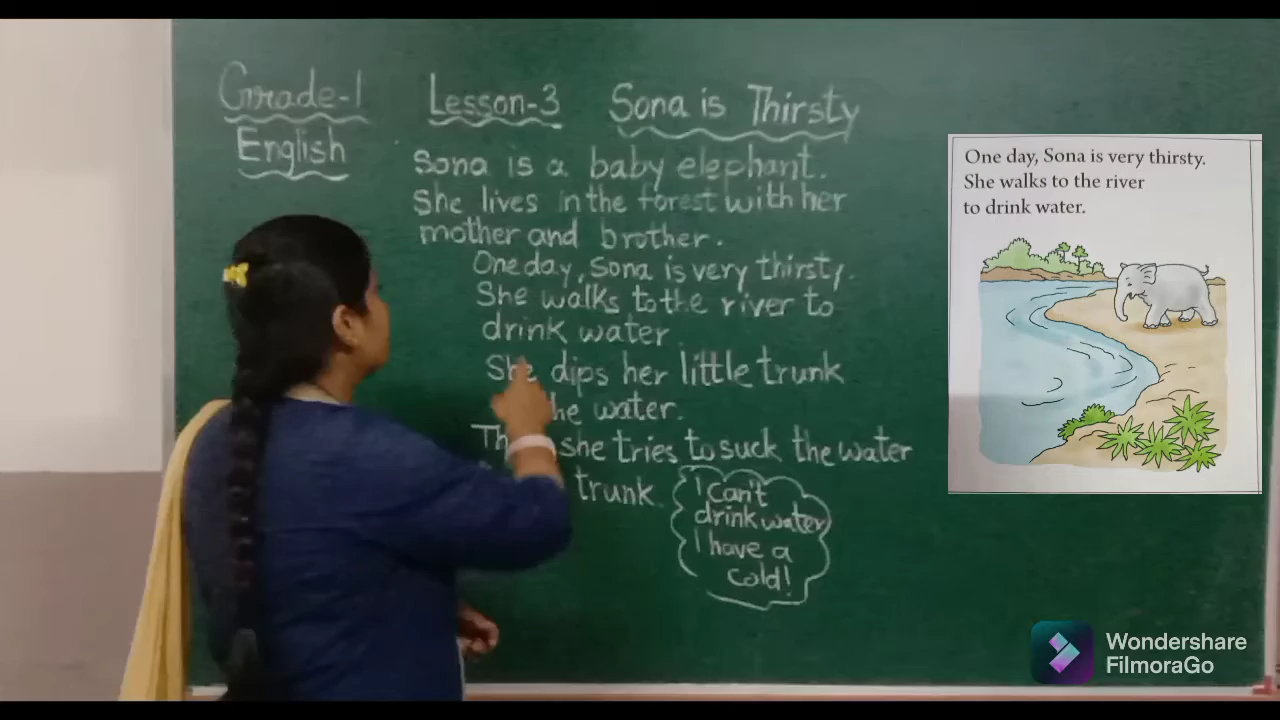 Grade-1
English
Lesson-3
Sona is Thirsty
Sona is a baby elephant.
She lives in the forest with her
mother and brother.
One day, Sona is very thirsty.
She walks to the river to
drink water
She dips her little trunk
he water.
she tries to suck the water
trunk.
I can't
drink water
I have a
cold!
One day, Sona is very thirsty.
She walks to the river
to drink water.
Wondershare
FilmoraGo